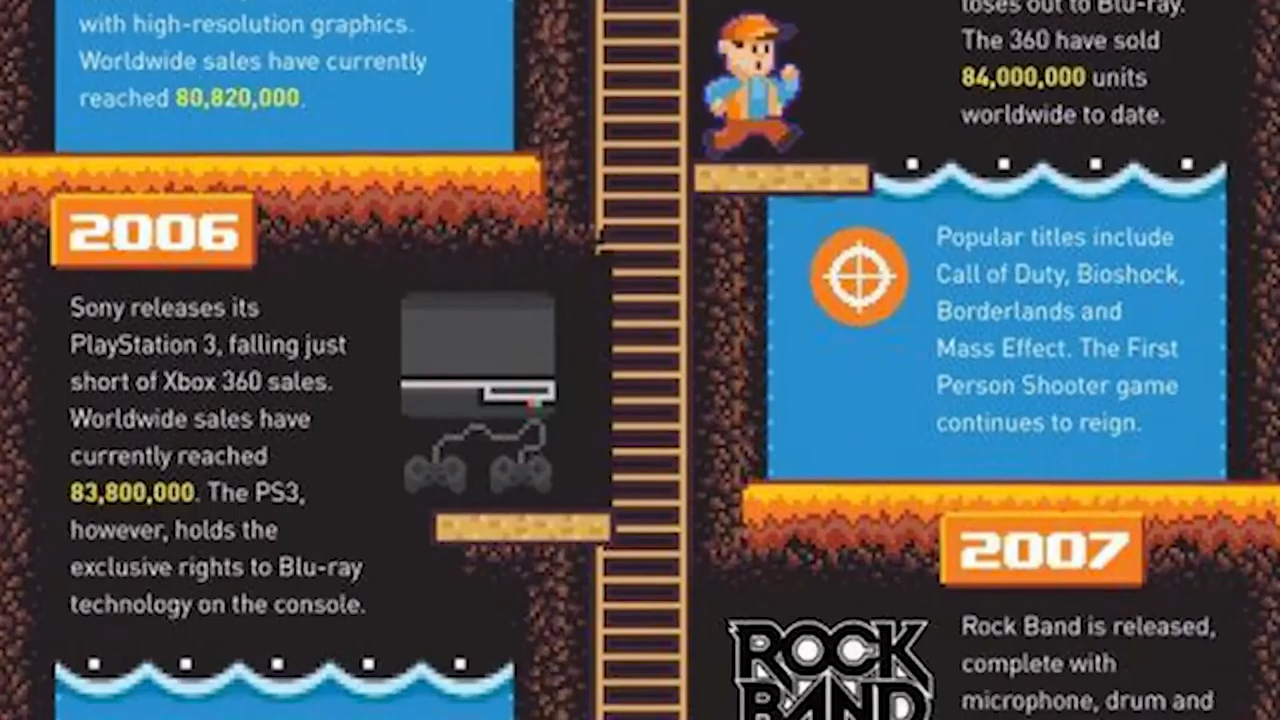 with high-resolution graphics.
Worldwide sales have currently
reached 80,820,000.
2006
Sony releases its
PlayStation 3, falling just
short of Xbox 360 sales.
Worldwide sales have
currently reached
83,800,000. The PS3,
however, holds the
exclusive rights to Blu-ray
technology on the console.
loses out to Blu-ray.
The 360 have sold
84,000,000 units
worldwide to date.
Popular titles include
Call of Duty, Bioshock,
Borderlands and
Mass Effect. The First
Person Shooter game
continues to reign.
2007
ROCK
BAND
Rock Band is released,
complete with
microphone, drum and